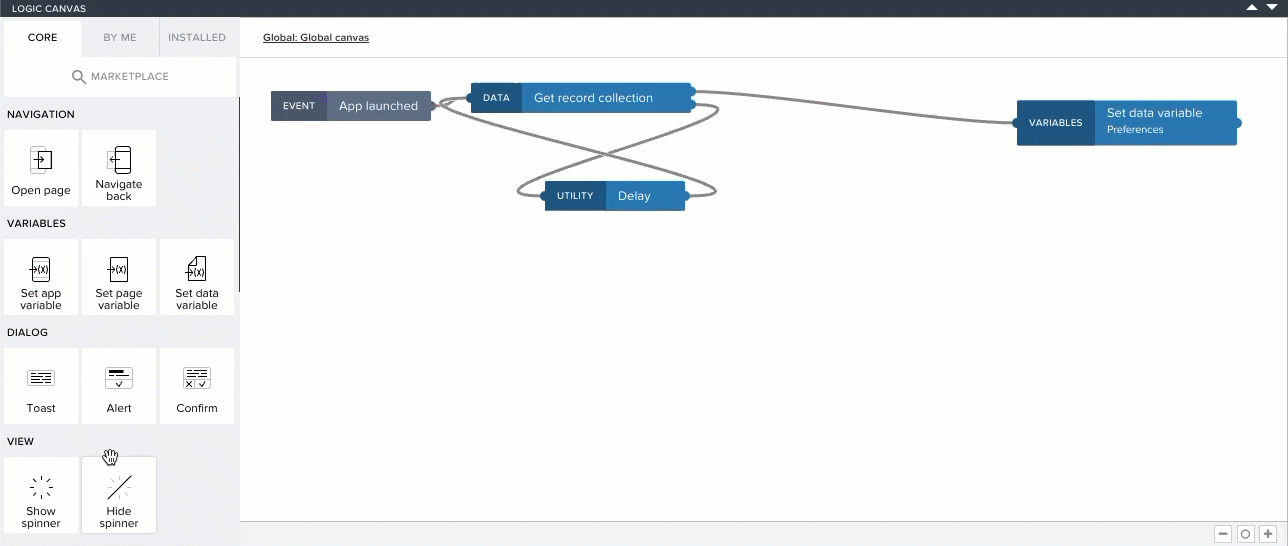 LOGIC CANVAS
CORE
BY ME
INSTALLED
MARKETPLACE
Global: Global canvas
NAVIGATION
Open page
Navigate
back
VARIABLES
Set app
variable
Set page
variable
Set data
variable
DIALOG
Toast
Alert
Confirm
VIEW
Show
spinner
Hide
spinner
EVENT
App launched
DATA
Get record collection
VARIABLES
Set data variable
Preferences
UTILITY
Delay